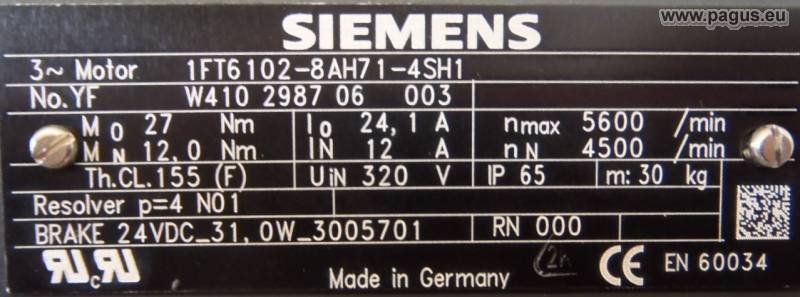 www.pagus.eu
SIEMENS
3~ Motor 1FT6102-8AH71-4SH1
No.YF W410 2987 06 003
M0 27 Nm I0 24,1 A nmax 5600 /min
MN 12,0 Nm IN 12 A nN 4500 /min
Th.CL.155 (F) UiN 320 V IP 65 m: 30 kg
Resolver p=4 N01
BRAKE 24VDC_31,0W_3005701 RN 000
Made in Germany CE EN 60034